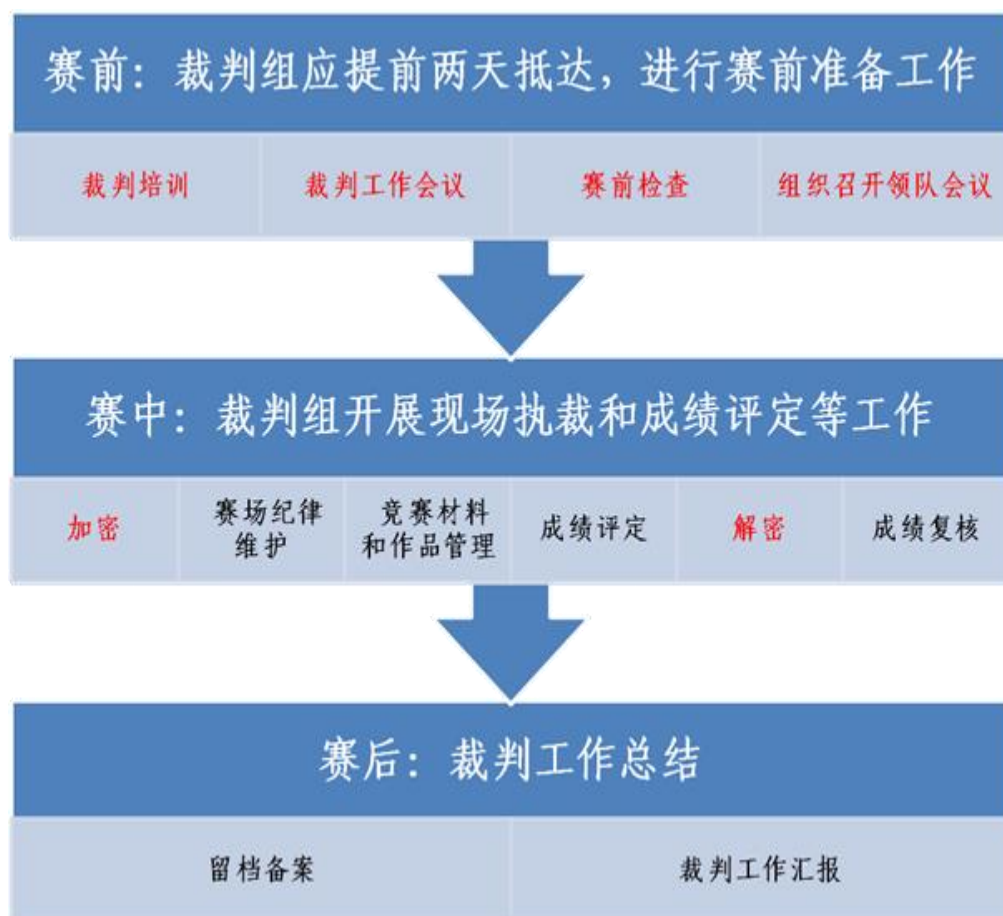 赛前：裁判组应提前两天抵达，进行赛前准备工作
裁判培训
裁判工作会议
赛前检查
组织召开领队会议
赛中：裁判组开展现场执裁和成绩评定等工作
加密
赛场纪律
维护
竞赛材料
和作品管理
成绩评定
解密
成绩复核
赛后：裁判工作总结
留档备案
裁判工作汇报